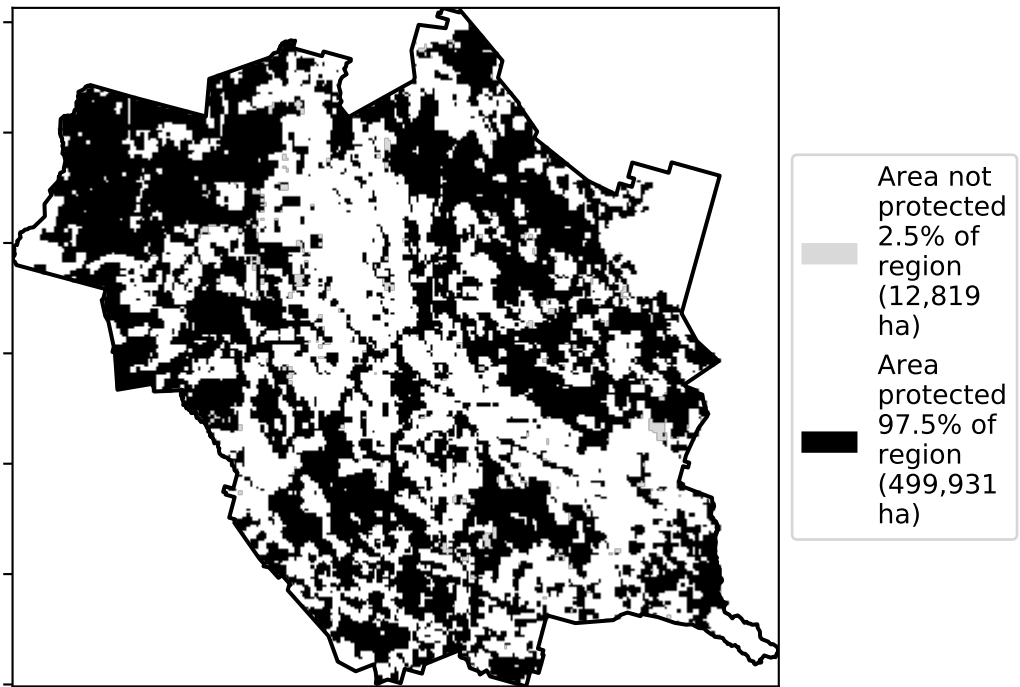 Area not
protected
2.5% of
region
(12,819
ha)
Area
protected
97.5% of
region
(499,931
ha)